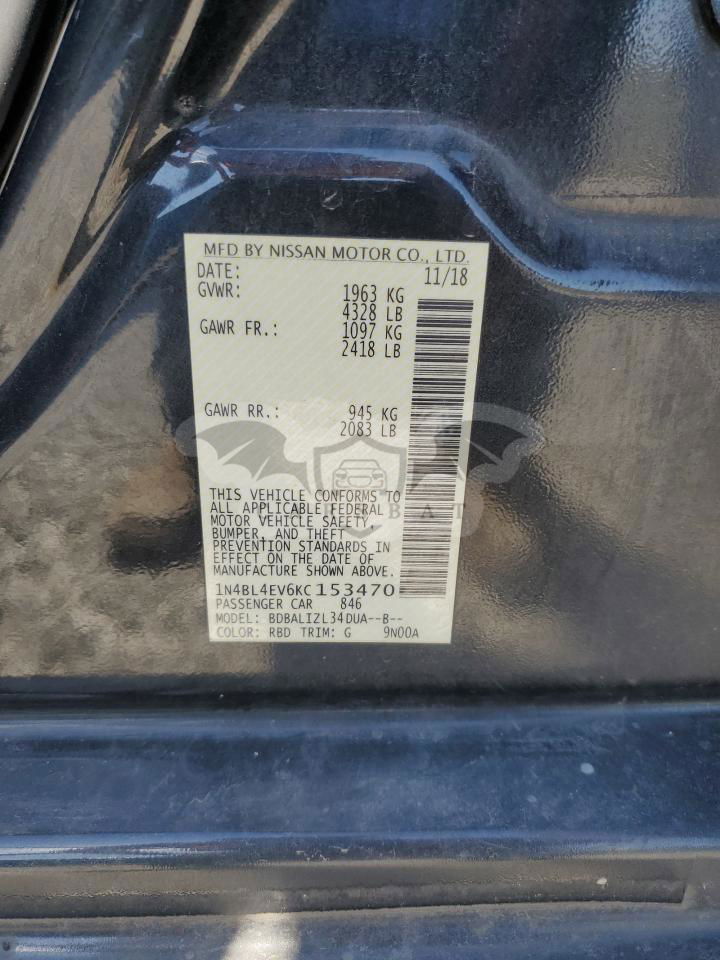 MFD BY NISSAN MOTOR CO., LTD.
DATE: 11/18
GVWR: 1963 KG
4328 LB
GAWR FR.: 1097 KG
2418 LB
GAWR RR.: 945 KG
2083 LB
THIS VEHICLE CONFORMS TO
ALL APPLICABLE FEDERAL
MOTOR VEHICLE SAFETY,
BUMPER, AND THEFT
PREVENTION STANDARDS IN
EFFECT ON THE DATE OF
MANUFACTURE SHOWN ABOVE.
1N4BL4EV6KC153470
PASSENGER CAR 846
MODEL: BDBALIZL34DUA--B--
COLOR: RBD TRIM: G 9N00A